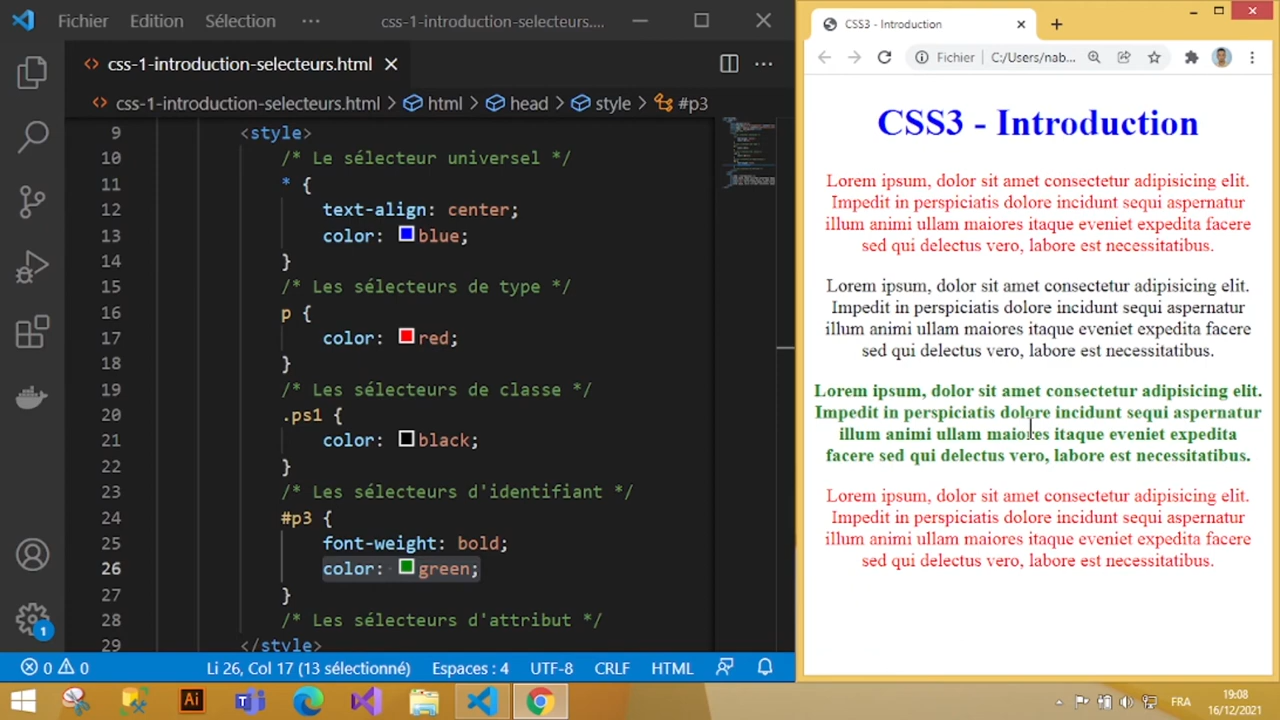 Fichier Edition Sélection ··· css-1-introduction-selecteurs....
css-1-introduction-selecteurs.html
css-1-introduction-selecteurs.html > html > head > style > #p3
9 <style>
10 /* Le sélecteur universel */
11 * {
12 text-align: center;
13 color: blue;
14 }
15 /* Les sélecteurs de type */
16 p {
17 color: red;
18 }
19 /* Les sélecteurs de classe */
20 .ps1 {
21 color: black;
22 }
23 /* Les sélecteurs d'identifiant */
24 #p3 {
25 font-weight: bold;
26 color: green;
27 }
28 /* Les sélecteurs d'attribut */
29 </style>
1
0 0 Li 26, Col 17 (13 sélectionné) Espaces : 4 UTF-8 CRLF HTML
CSS3 - Introduction
Fichier C:/Users/nab...
CSS3 - Introduction
Lorem ipsum, dolor sit amet consectetur adipisicing elit.
Impedit in perspiciatis dolore incidunt sequi aspernatur
illum animi ullam maiores itaque eveniet expedita facere
sed qui delectus vero, labore est necessitatibus.
Lorem ipsum, dolor sit amet consectetur adipisicing elit.
Impedit in perspiciatis dolore incidunt sequi aspernatur
illum animi ullam maiores itaque eveniet expedita facere
sed qui delectus vero, labore est necessitatibus.
Lorem ipsum, dolor sit amet consectetur adipisicing elit.
Impedit in perspiciatis dolore incidunt sequi aspernatur
illum animi ullam maiores itaque eveniet expedita
facere sed qui delectus vero, labore est necessitatibus.
Lorem ipsum, dolor sit amet consectetur adipisicing elit.
Impedit in perspiciatis dolore incidunt sequi aspernatur
illum animi ullam maiores itaque eveniet expedita facere
sed qui delectus vero, labore est necessitatibus.
Ai
FRA
19:08
16/12/2021